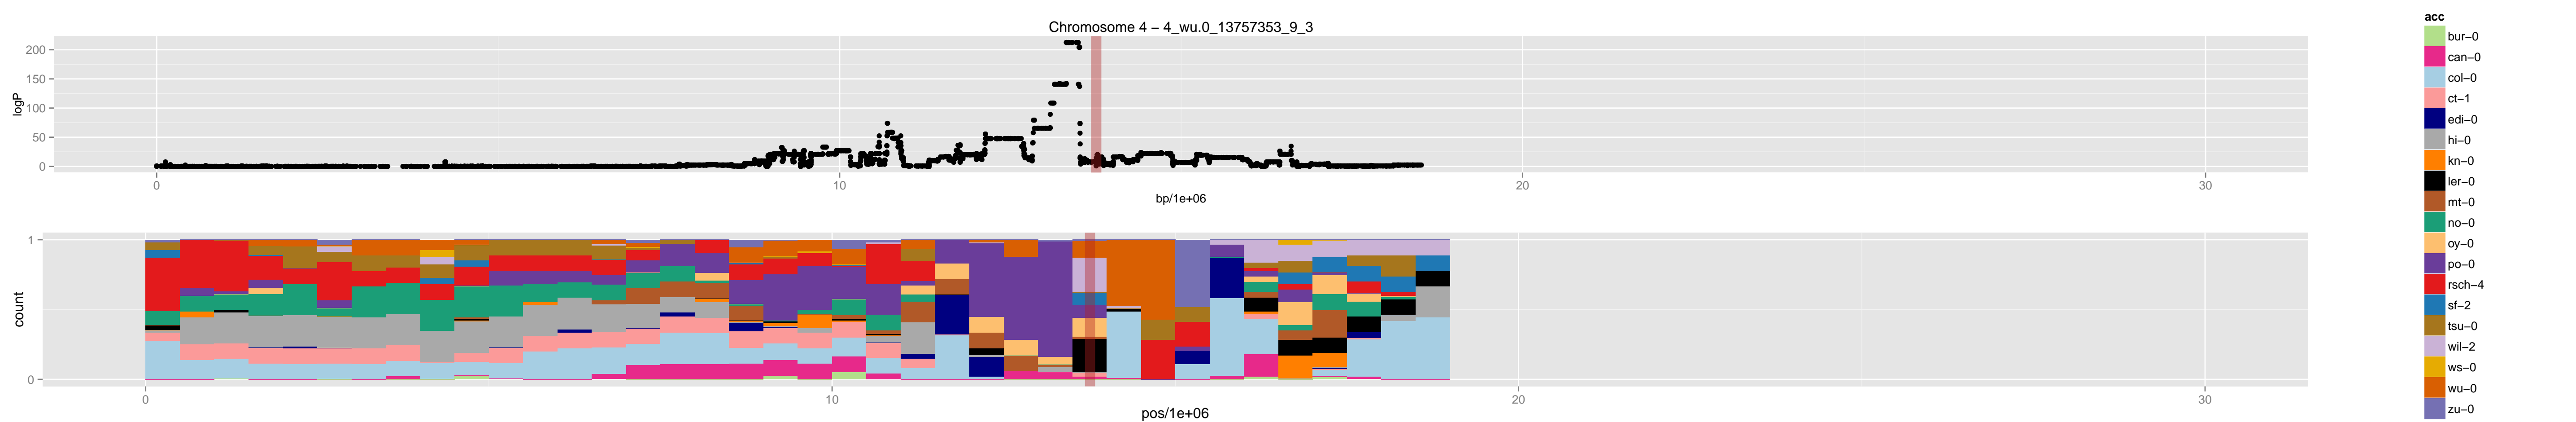 Chromosome 4 – 4_wu.0_13757353_9_3
logP
200
150
100
50
0
0
10
20
30
bp/1e+06
count
1
0
0
10
20
30
pos/1e+06
acc
bur–0
can–0
col–0
ct–1
edi–0
hi–0
kn–0
ler–0
mt–0
no–0
oy–0
po–0
rsch–4
sf–2
tsu–0
wil–2
ws–0
wu–0
zu–0